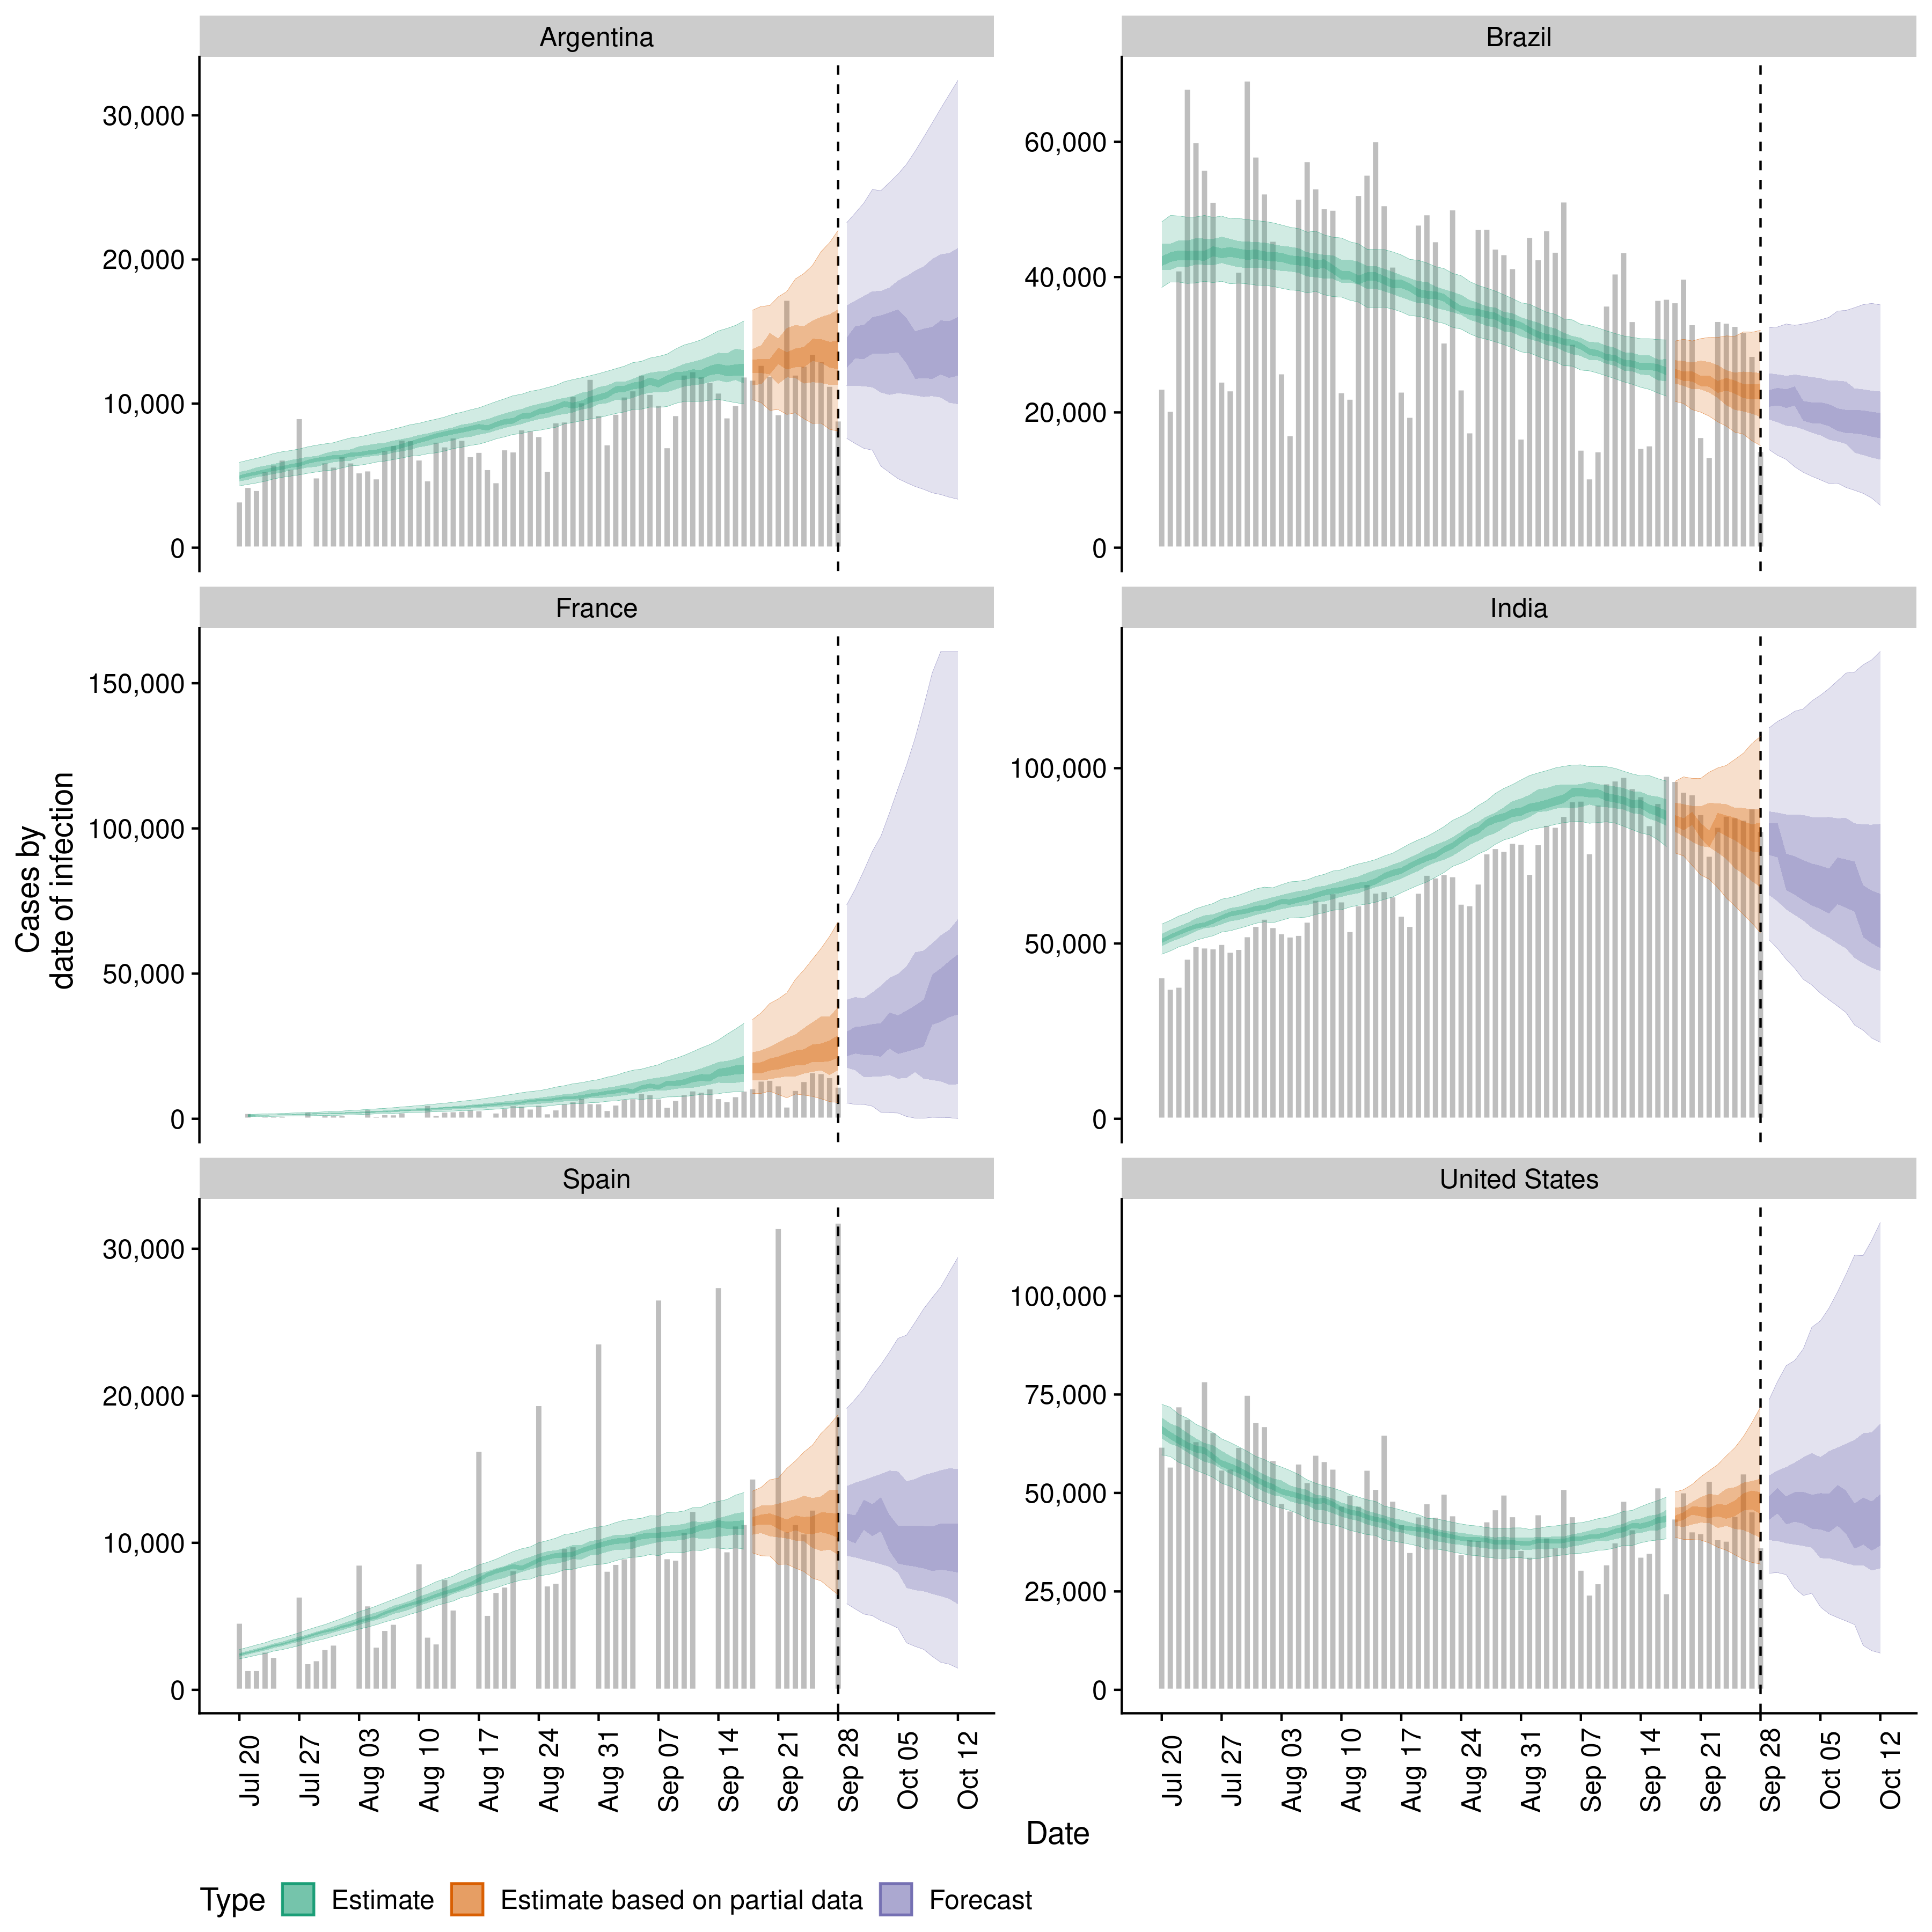 Argentina
Brazil
30,000
20,000
10,000
0
60,000
40,000
20,000
0
France
India
150,000
100,000
50,000
0
100,000
50,000
0
Cases by
date of infection
Spain
United States
30,000
20,000
10,000
0
100,000
75,000
50,000
25,000
0
Jul 20
Jul 27
Aug 03
Aug 10
Aug 17
Aug 24
Aug 31
Sep 07
Sep 14
Sep 21
Sep 28
Oct 05
Oct 12
Jul 20
Jul 27
Aug 03
Aug 10
Aug 17
Aug 24
Aug 31
Sep 07
Sep 14
Sep 21
Sep 28
Oct 05
Oct 12
Date
Type Estimate Estimate based on partial data Forecast